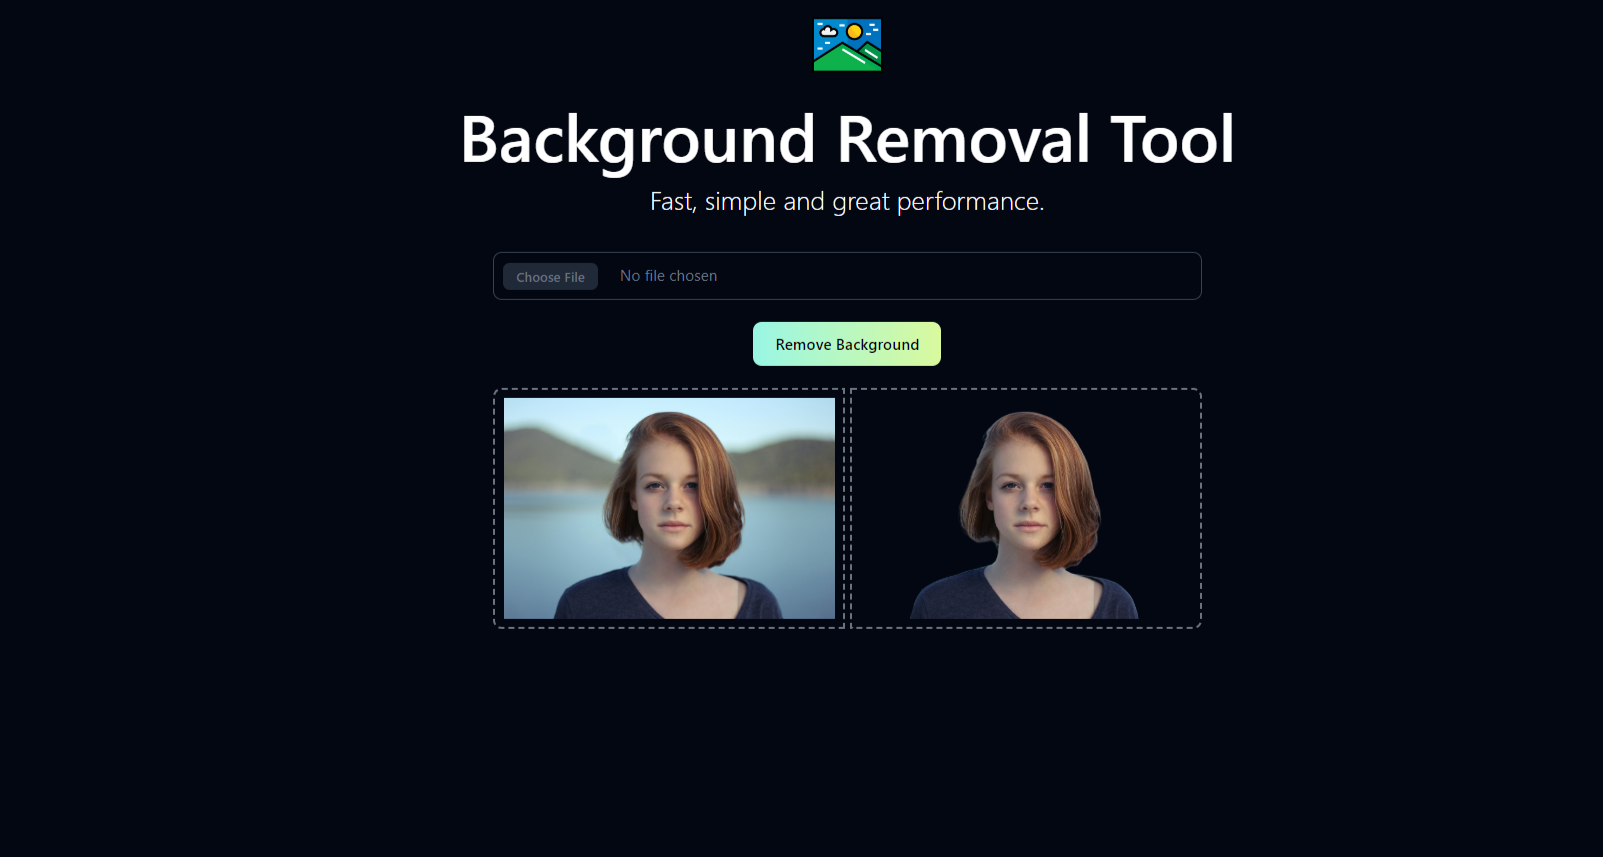 Background Removal Tool
Fast, simple and great performance.
Choose File No file chosen
Remove Background